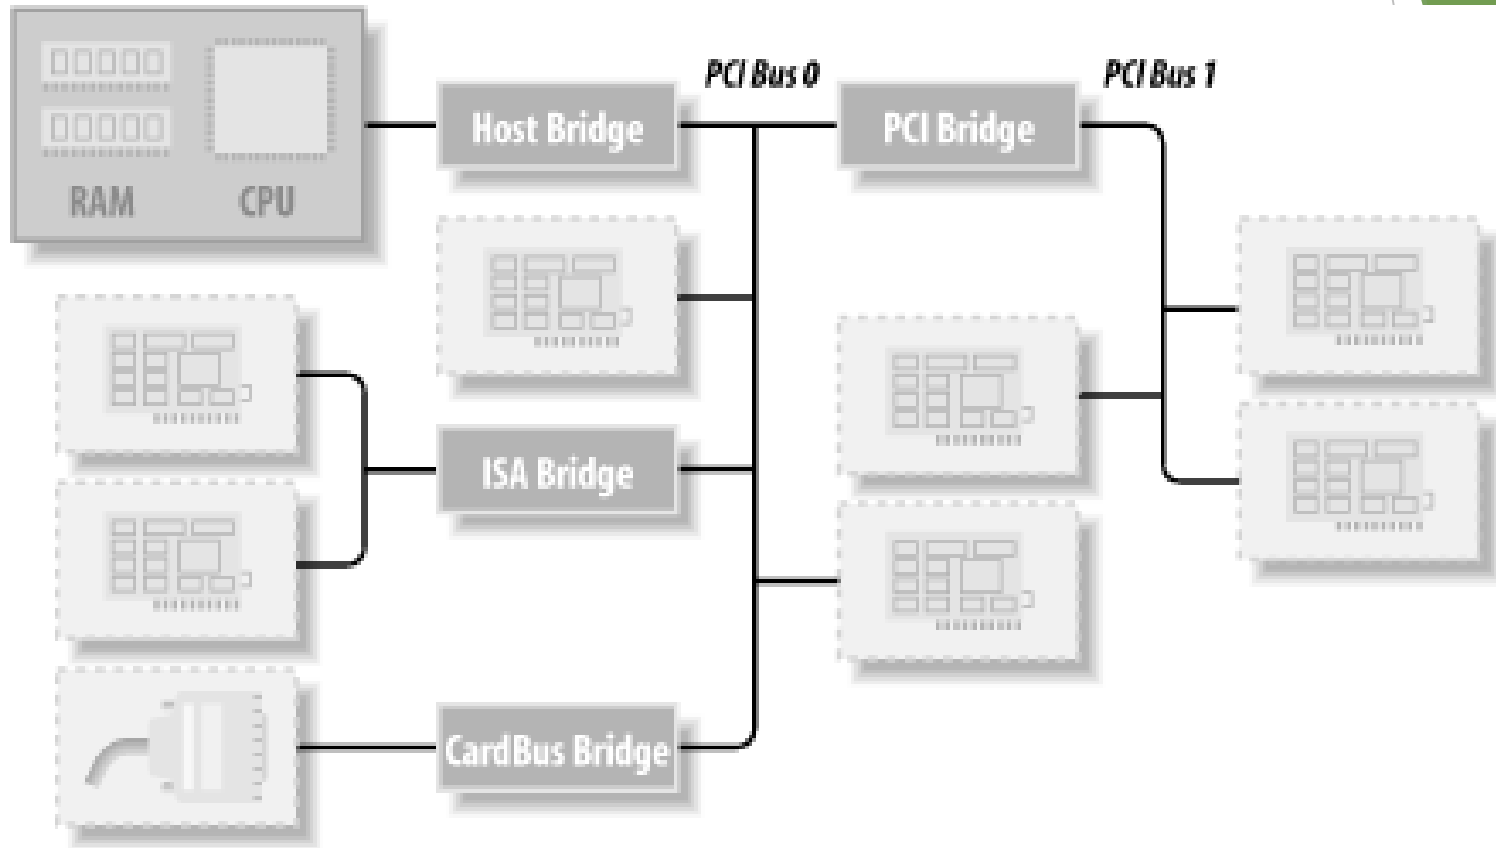 PCI Bus 0
PCI Bus 1
Host Bridge
PCI Bridge
RAM
CPU
ISA Bridge
CardBus Bridge